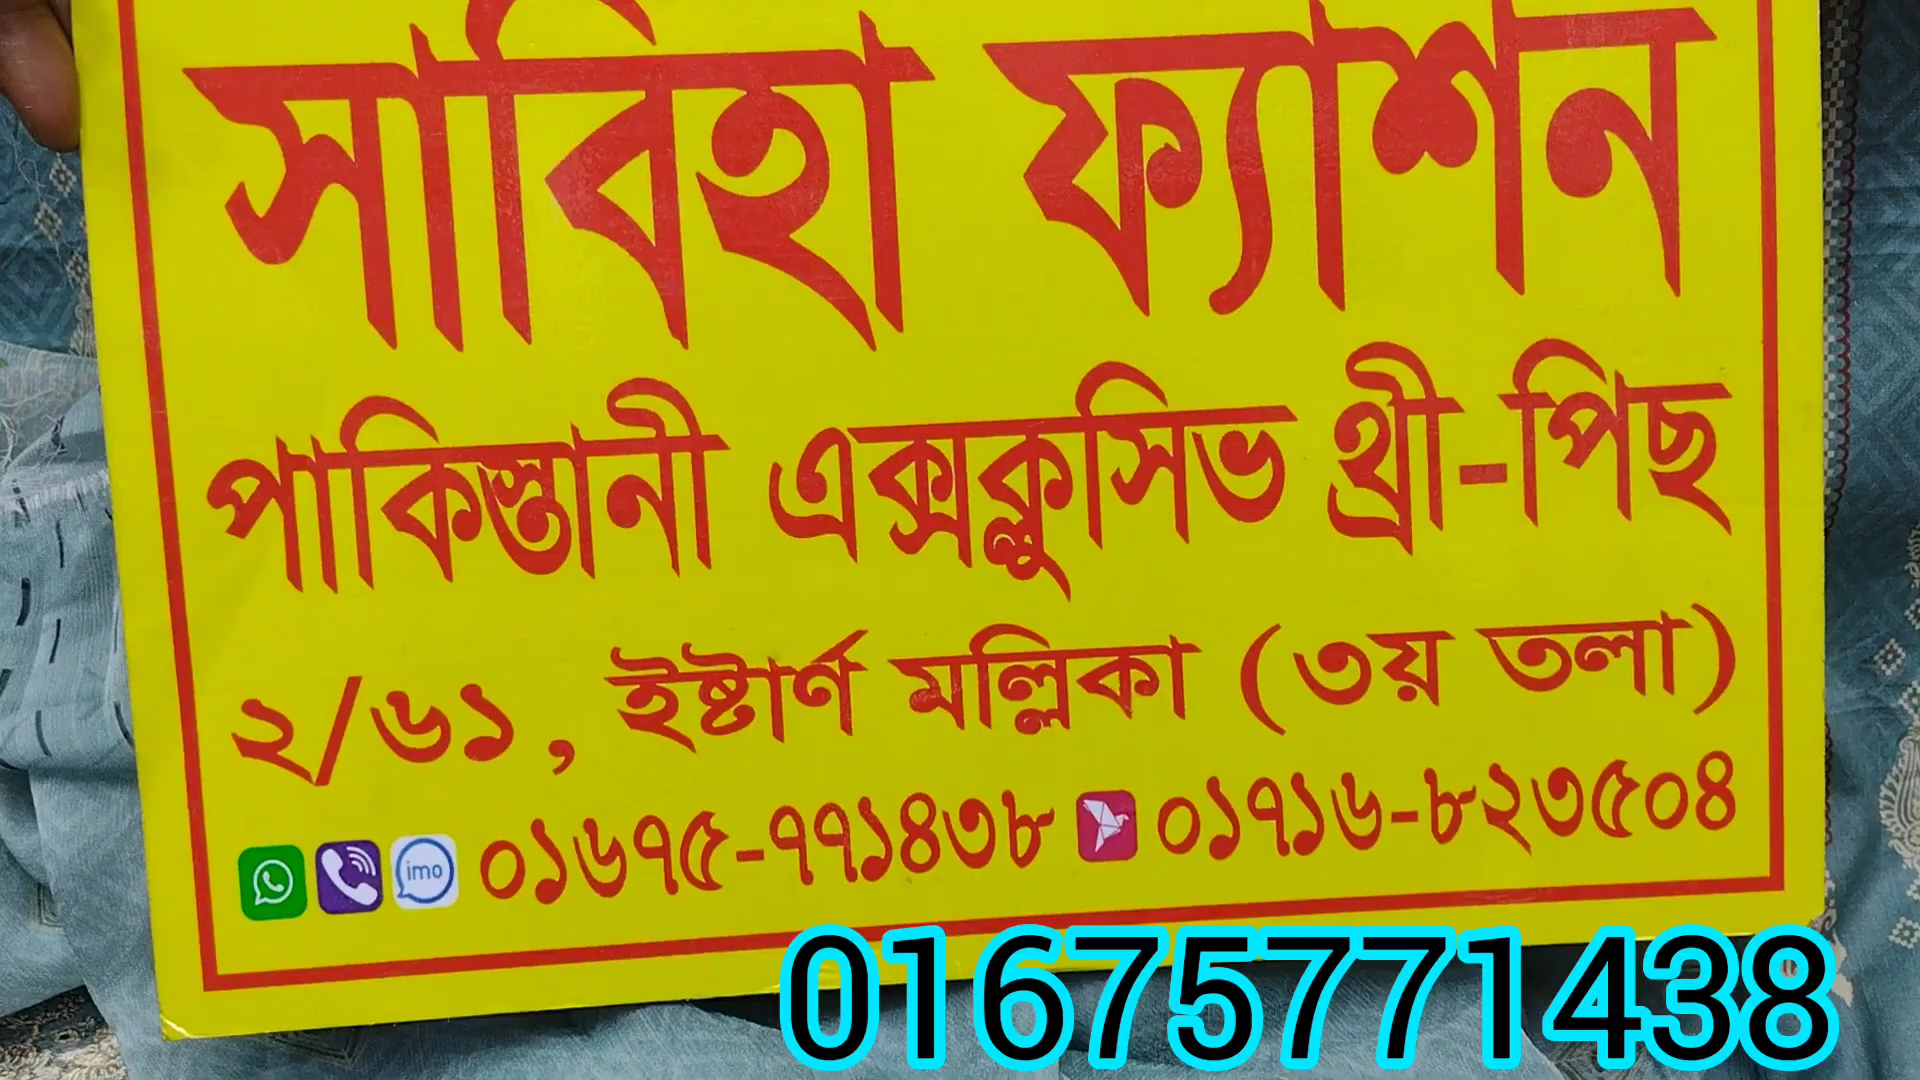 সাবিহা ফ্যাশন
পাকিস্তানী এক্সক্লুসিভ থ্রী-পিছ
২/৬১, ইষ্টার্ণ মল্লিকা (৩য় তলা)
imo ০১৬৭৫-৭৭১৪৩৮ ০১৭১৬-৮২৩৫০৪
01675771438